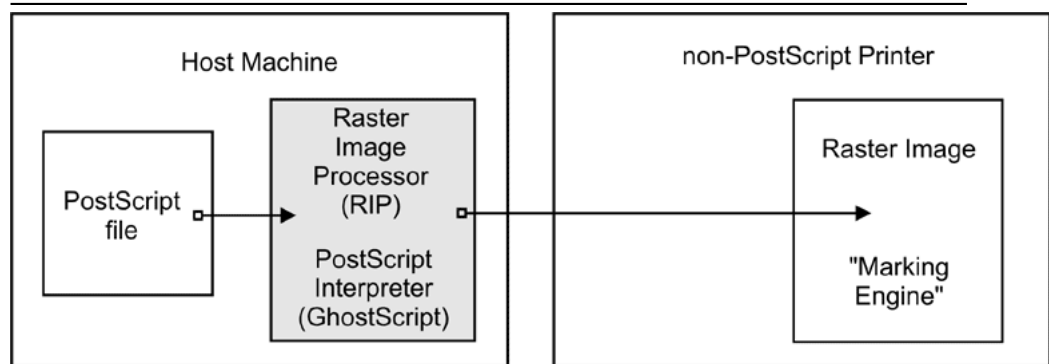 Host Machine
PostScript
file
Raster
Image
Processor
(RIP)
PostScript
Interpreter
(GhostScript)
non-PostScript Printer
Raster Image
"Marking
Engine"